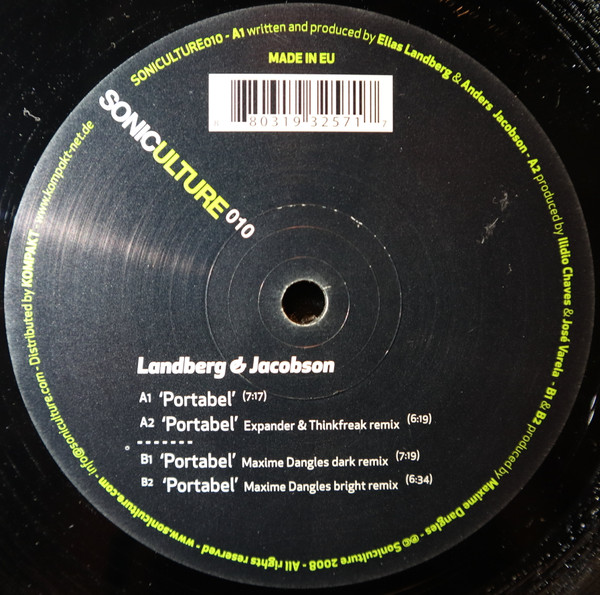 SONICULTURE010 - A1 written and produced by Elias Landberg & Anders Jacobson - A2 produced by Ilidio Chaves & José Varela - B1 & B2 produced by Maxime Dangles - ℗© Soniculture 2008 - All rights reserved - www.soniculture.com - info@soniculture.com - Distributed by KOMPAKT - www.kompakt-net.de
MADE IN EU
8 80319 32571 7
SONICULTURE 010
Landberg & Jacobson
A1 ‘Portabel’ (7:17)
A2 ‘Portabel’ Expander & Thinkfreak remix (6:19)
B1 ‘Portabel’ Maxime Dangles dark remix (7:19)
B2 ‘Portabel’ Maxime Dangles bright remix (6:34)